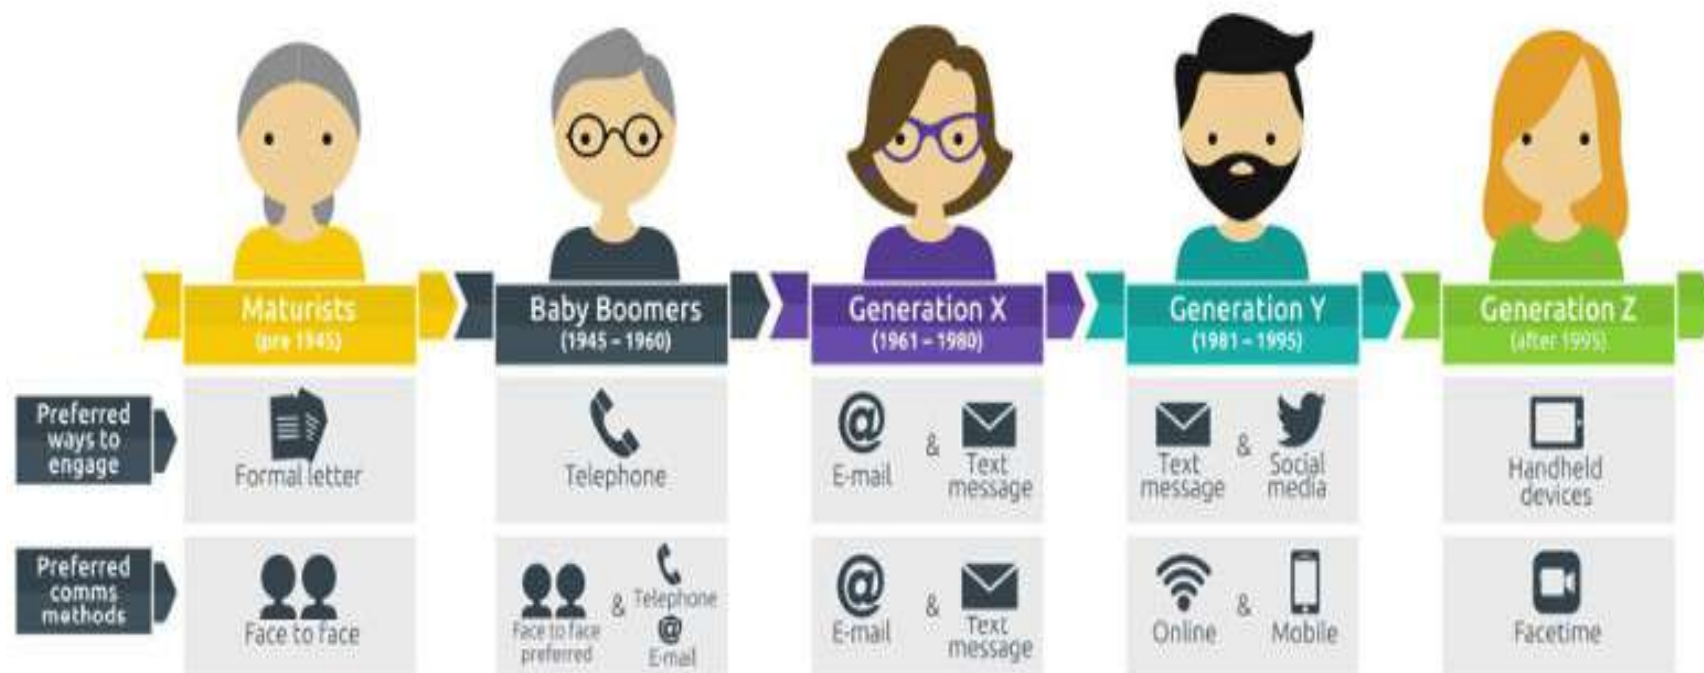 Maturists
(pre 1945)
Baby Boomers
(1945 – 1960)
Generation X
(1961 – 1980)
Generation Y
(1981 – 1995)
Generation Z
(after 1995)
Preferred
ways to
engage
Formal letter
Telephone
@
E-mail
&
Text
message
Text
message
&
Social
media
Handheld
devices
Preferred
comms
methods
Face to face
Face to face
preferred
&
Telephone
@
E-mail
@
E-mail
&
Text
message
Online
&
Mobile
Facetime